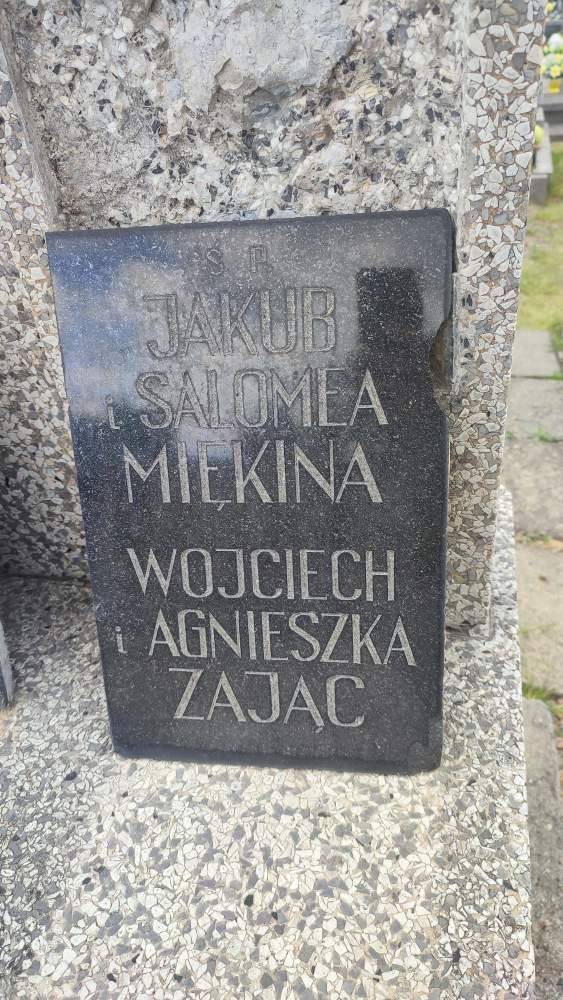 S. P.
JAKUB
i SALOMEA
MIĘKINA
WOJCIECH
i AGNIESZKA
ZAJĄC